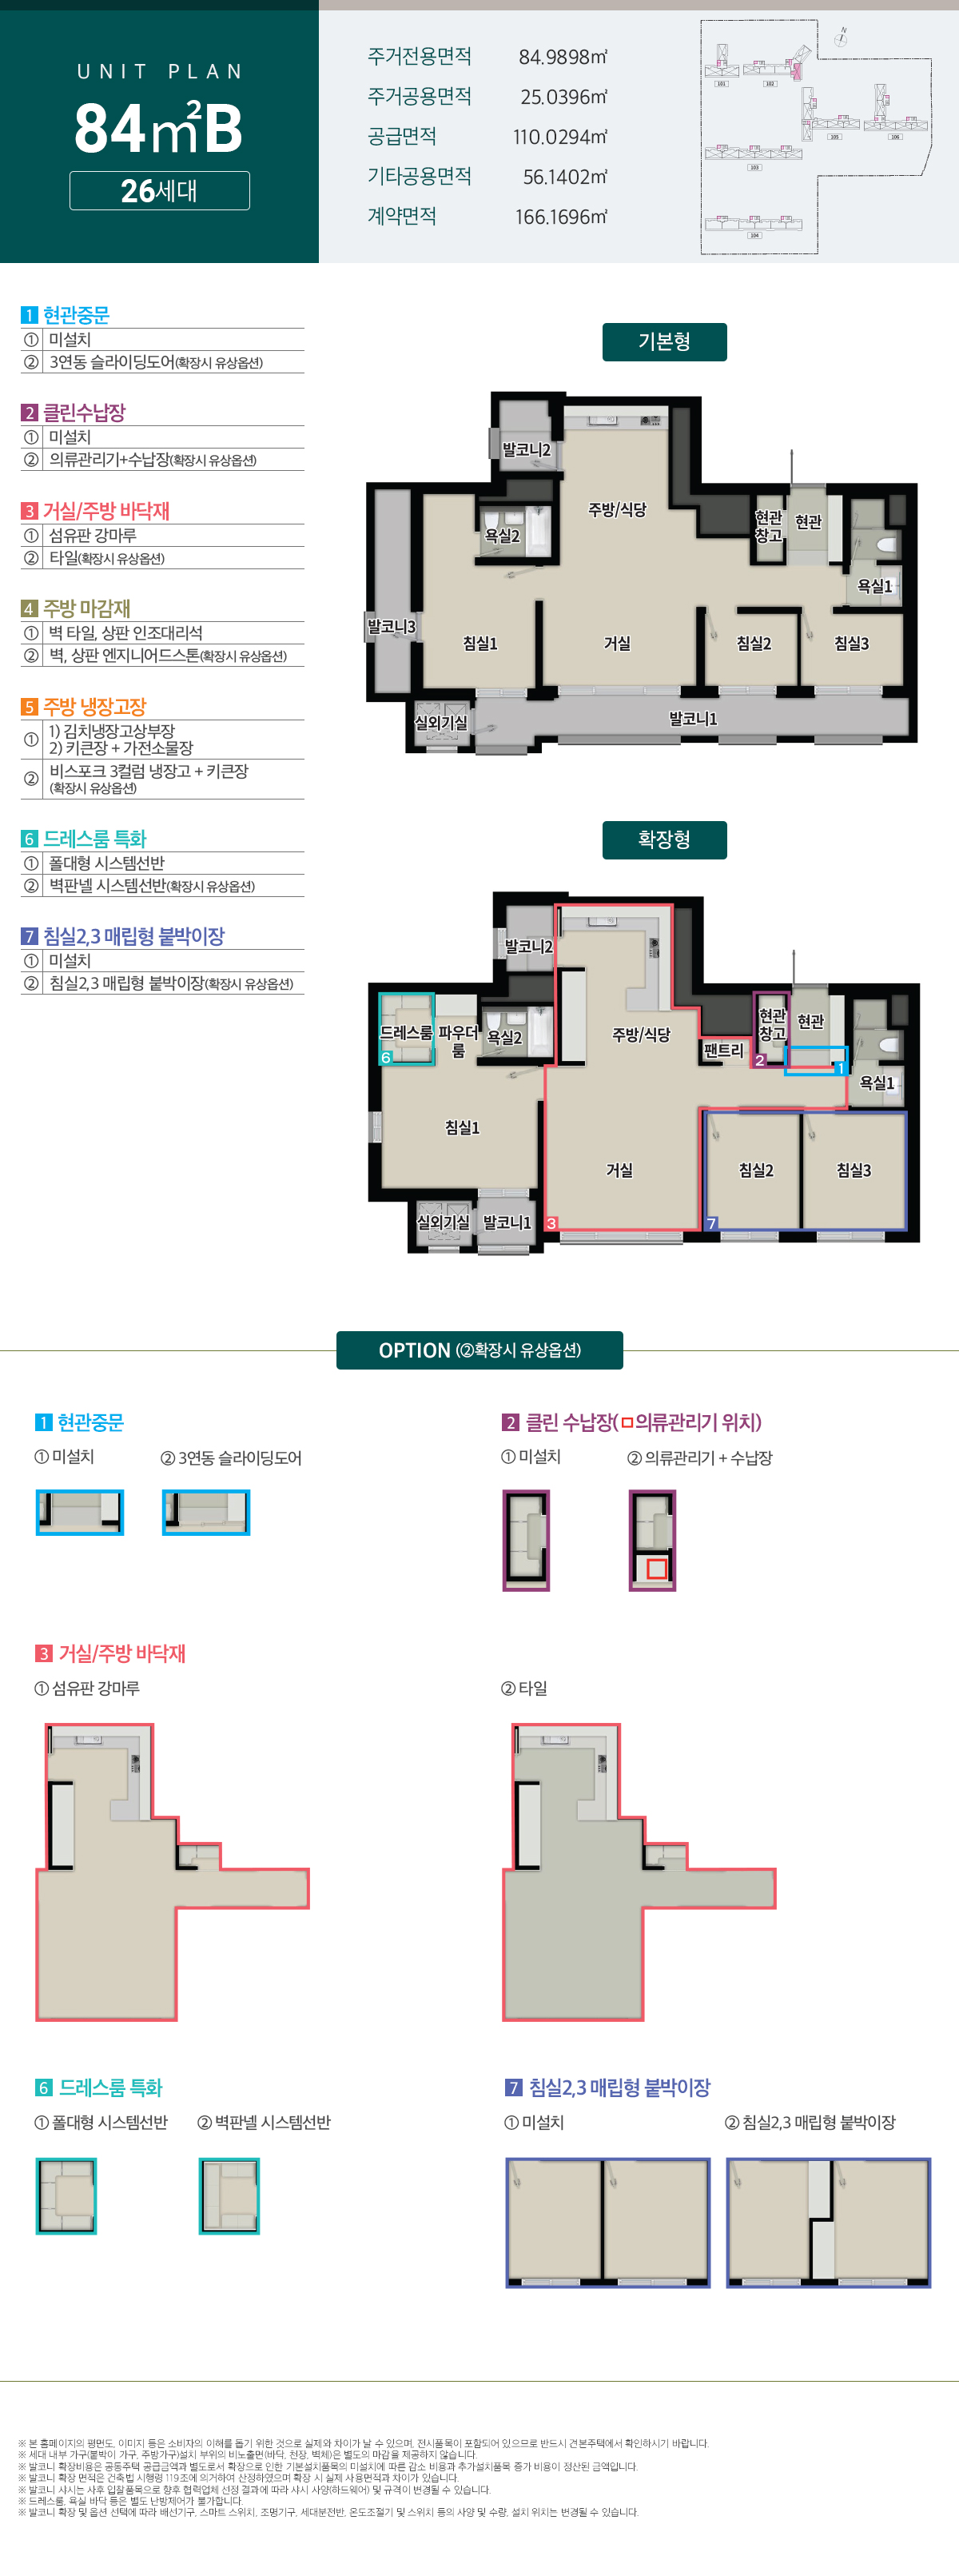 UNIT PLAN
84㎡B
26세대
주거전용면적 84.9898㎡
주거공용면적 25.0396㎡
공급면적 110.0294㎡
기타공용면적 56.1402㎡
계약면적 166.1696㎡
N
101
102
103
104
105
106
1 현관중문
① 미설치
② 3연동 슬라이딩도어(확장시 유상옵션)
2 클린수납장
① 미설치
② 의류관리기+수납장(확장시 유상옵션)
3 거실/주방 바닥재
① 섬유판 강마루
② 타일(확장시 유상옵션)
4 주방 마감재
① 벽 타일, 상판 인조대리석
② 벽, 상판 엔지니어드스톤(확장시 유상옵션)
5 주방 냉장고장
① 1) 김치냉장고상부장
2) 키큰장 + 가전소물장
② 비스포크 3컬럼 냉장고 + 키큰장
(확장시 유상옵션)
6 드레스룸 특화
① 폴대형 시스템선반
② 벽판넬 시스템선반(확장시 유상옵션)
7 침실2,3 매립형 붙박이장
① 미설치
② 침실2,3 매립형 붙박이장(확장시 유상옵션)
기본형
발코니2
주방/식당
현관
창고
현관
욕실2
욕실1
발코니3
침실1
거실
침실2
침실3
실외기실
발코니1
확장형
발코니2
드레스룸
6
파우더
룸
욕실2
주방/식당
팬트리
현관
창고
2
현관
1
욕실1
침실1
거실
침실2
침실3
실외기실
발코니1
3
7
OPTION (②확장시 유상옵션)
1 현관중문
① 미설치
② 3연동 슬라이딩도어
2 클린 수납장(ㅁ의류관리기 위치)
① 미설치
② 의류관리기 + 수납장
3 거실/주방 바닥재
① 섬유판 강마루
② 타일
6 드레스룸 특화
① 폴대형 시스템선반
② 벽판넬 시스템선반
7 침실2,3 매립형 붙박이장
① 미설치
② 침실2,3 매립형 붙박이장
※ 본 홈페이지의 평면도, 이미지 등은 소비자의 이해를 돕기 위한 것으로 실제와 차이가 날 수 있으며, 전시품목이 포함되어 있으므로 반드시 견본주택에서 확인하시기 바랍니다.
※ 세대 내부 가구(붙박이 가구, 주방가구)설치 부위의 비노출면(바닥, 천장, 벽체)은 별도의 마감을 제공하지 않습니다.
※ 발코니 확장비용은 공동주택 공급금액과 별도로서 확장으로 인한 기본설치품목의 미설치에 따른 감소 비용과 추가설치품목 증가 비용이 정산된 금액입니다.
※ 발코니 확장 면적은 건축법 시행령 119조에 의거하여 산정하였으며 확장 시 실제 사용면적과 차이가 있습니다.
※ 발코니 샤시는 사후 입찰품목으로 향후 협력업체 선정 결과에 따라 샤시 사양(하드웨어) 및 규격이 변경될 수 있습니다.
※ 드레스룸, 욕실 바닥 등은 별도 난방제어가 불가합니다.
※ 발코니 확장 및 옵션 선택에 따라 배선기구, 스마트 스위치, 조명기구, 세대분전반, 온도조절기 및 스위치 등의 사양 및 수량, 설치 위치는 변경될 수 있습니다.